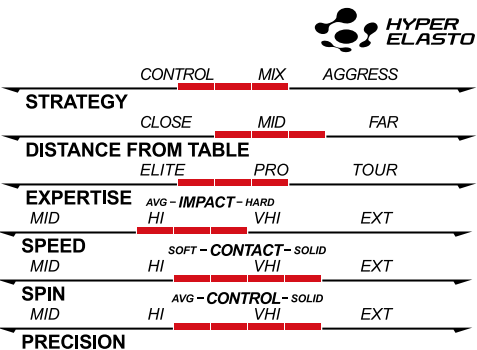 HYPER
ELASTO
CONTROL MIX AGGRESS
STRATEGY
CLOSE MID FAR
DISTANCE FROM TABLE
ELITE PRO TOUR
EXPERTISE AVG - IMPACT - HARD
MID HI VHI EXT
SPEED SOFT - CONTACT - SOLID
MID HI VHI EXT
SPIN AVG - CONTROL - SOLID
MID HI VHI EXT
PRECISION